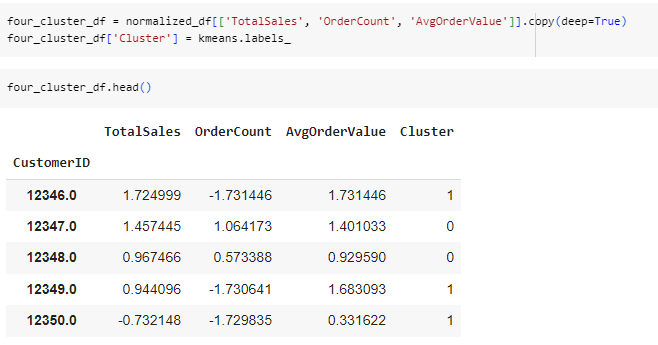 four_cluster_df = normalized_df[['TotalSales', 'OrderCount', 'AvgOrderValue']].copy(deep=True)
four_cluster_df['Cluster'] = kmeans.labels_
four_cluster_df.head()
TotalSales OrderCount AvgOrderValue Cluster
CustomerID
12346.0 1.724999 -1.731446 1.731446 1
12347.0 1.457445 1.064173 1.401033 0
12348.0 0.967466 0.573388 0.929590 0
12349.0 0.944096 -1.730641 1.683093 1
12350.0 -0.732148 -1.729835 0.331622 1